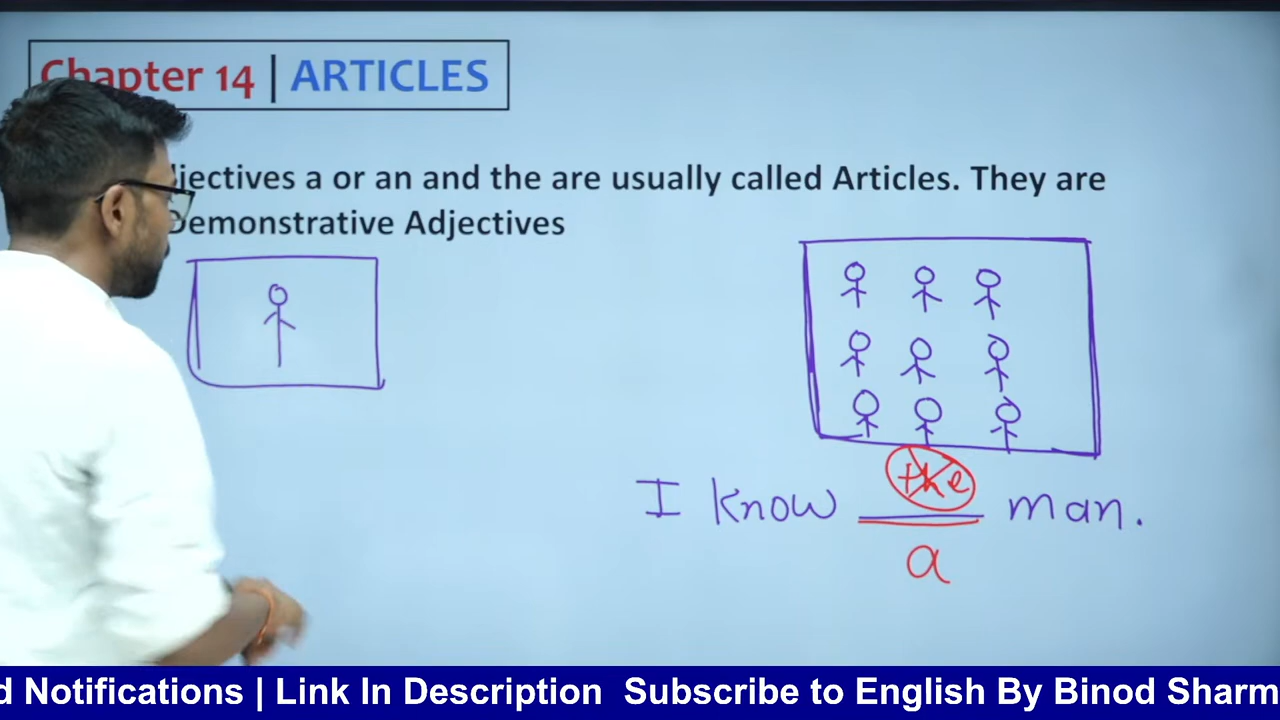 Chapter 14 | ARTICLES
jectives a or an and the are usually called Articles. They are
Demonstrative Adjectives
the
I know ___ man.
a
d Notifications | Link In Description Subscribe to English By Binod Sharm